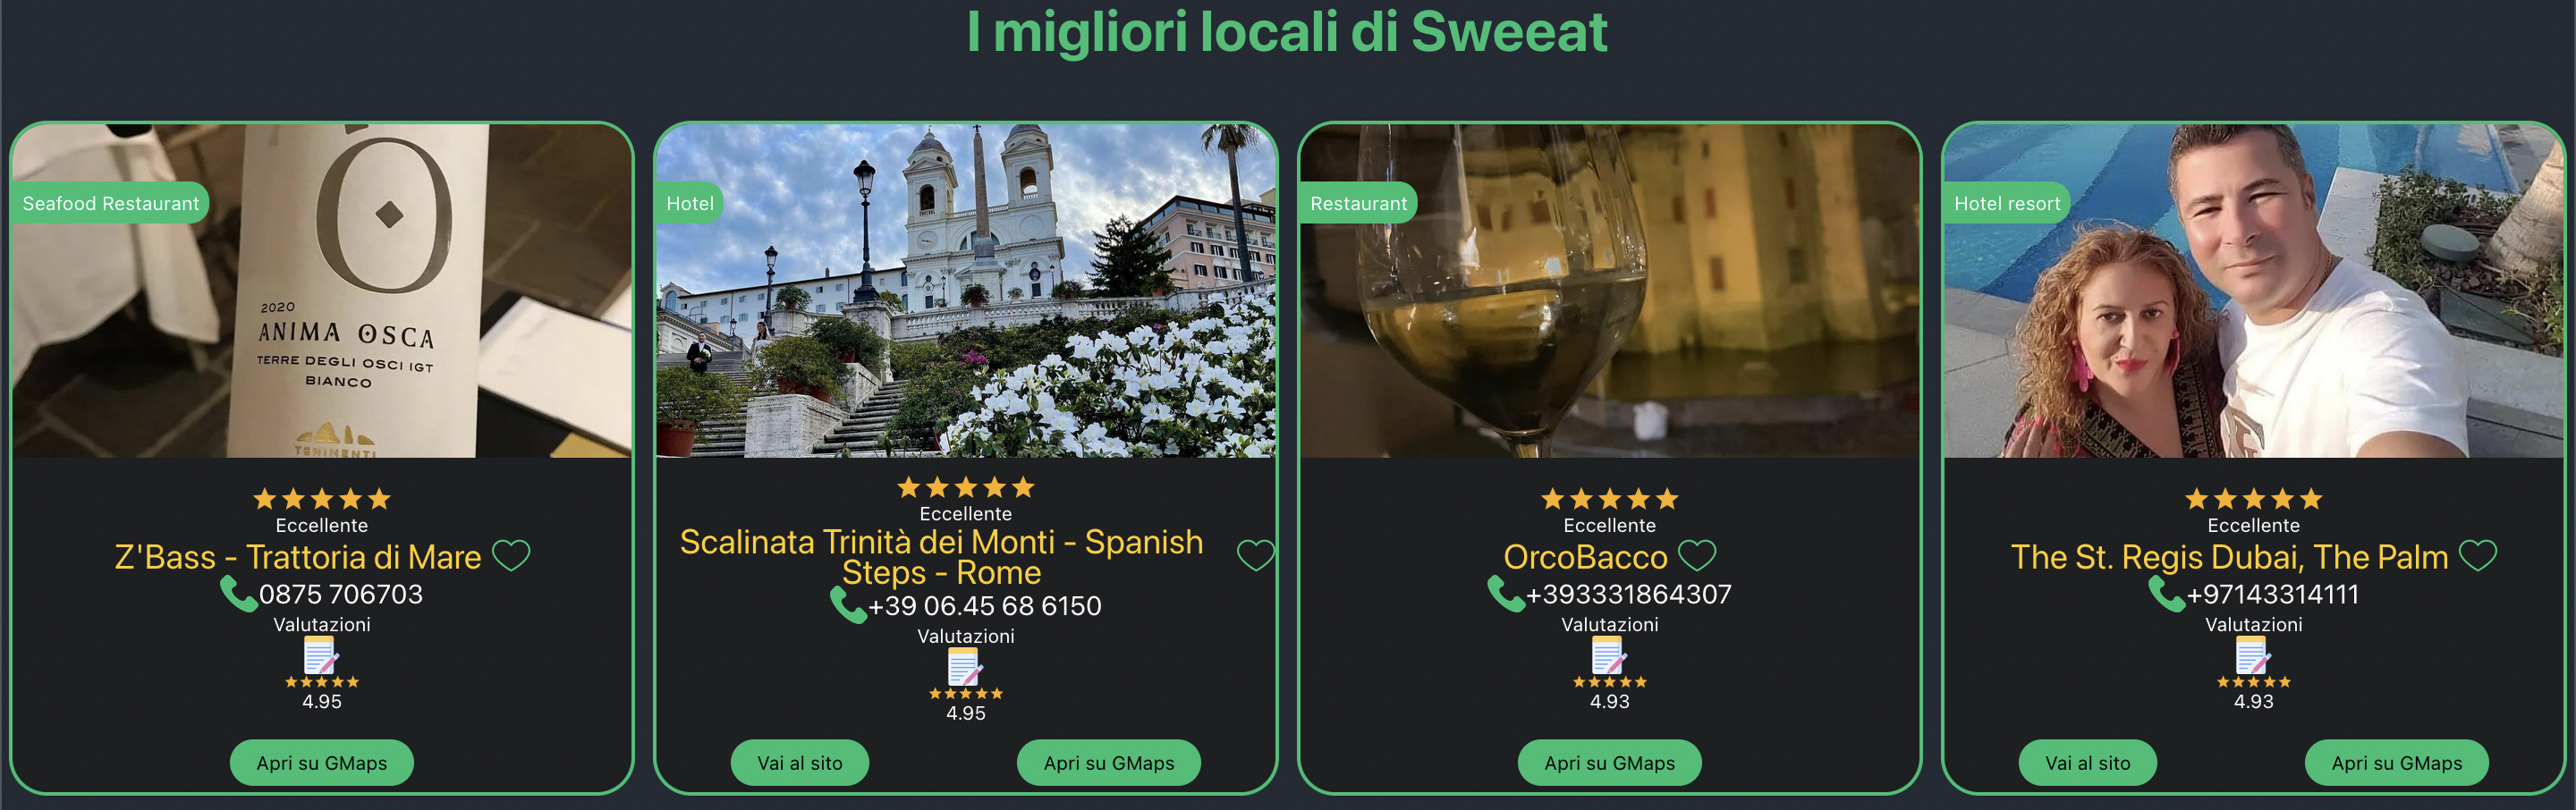 I migliori locali di Sweeat
Seafood Restaurant
O
2020
ANIMA OSCA
TERRE DEGLI OSCI IGT
BIANCO
Eccellente
Z'Bass - Trattoria di Mare
0875 706703
Valutazioni
4.95
Apri su GMaps
Hotel
Eccellente
Scalinata Trinità dei Monti - Spanish
Steps - Rome
+39 06.45 68 6150
Valutazioni
4.95
Vai al sito
Apri su GMaps
Restaurant
Eccellente
OrcoBacco
+393331864307
Valutazioni
4.93
Apri su GMaps
Hotel resort
Eccellente
The St. Regis Dubai, The Palm
+97143314111
Valutazioni
4.93
Vai al sito
Apri su GMaps